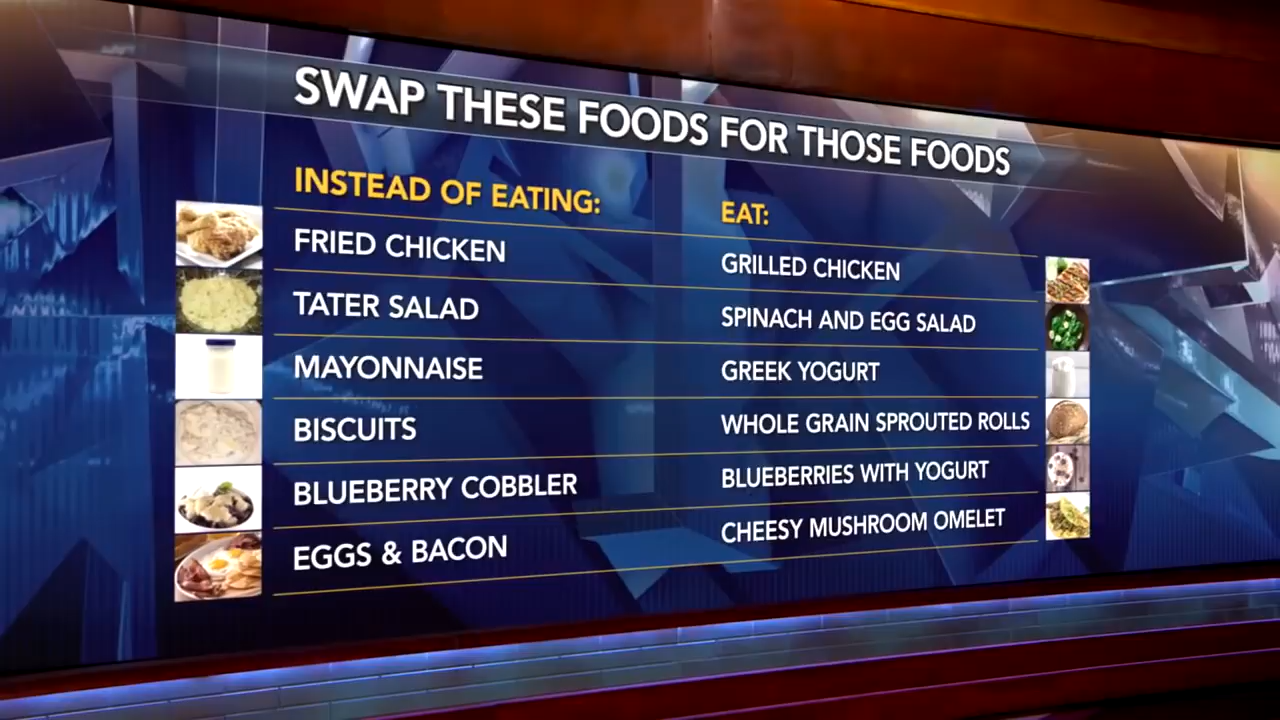 SWAP THESE FOODS FOR THOSE FOODS
INSTEAD OF EATING: EAT:
FRIED CHICKEN GRILLED CHICKEN
TATER SALAD SPINACH AND EGG SALAD
MAYONNAISE GREEK YOGURT
BISCUITS WHOLE GRAIN SPROUTED ROLLS
BLUEBERRY COBBLER BLUEBERRIES WITH YOGURT
EGGS & BACON CHEESY MUSHROOM OMELET